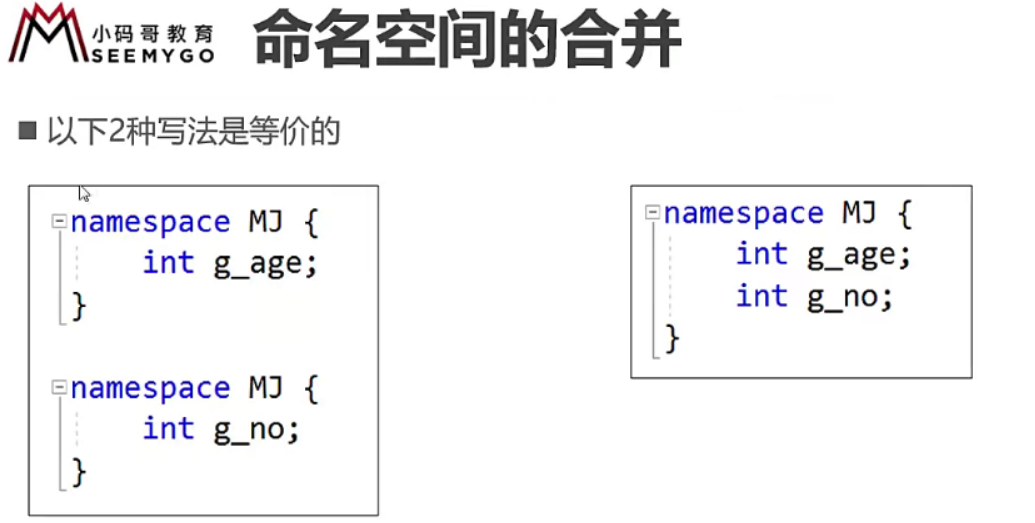 小码哥教育
SEEMYGO
命名空间的合并
以下2种写法是等价的
namespace MJ {
    int g_age;
}
namespace MJ {
    int g_no;
}
namespace MJ {
    int g_age;
    int g_no;
}